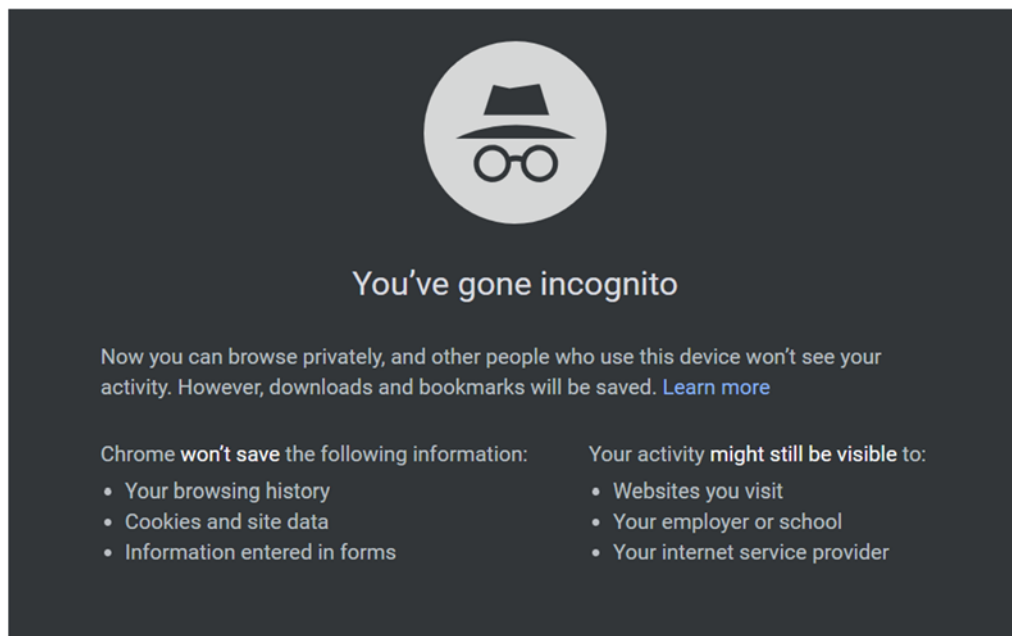 You’ve gone incognito
Now you can browse privately, and other people who use this device won’t see your
activity. However, downloads and bookmarks will be saved. Learn more
Chrome won’t save the following information:
• Your browsing history
• Cookies and site data
• Information entered in forms
Your activity might still be visible to:
• Websites you visit
• Your employer or school
• Your internet service provider